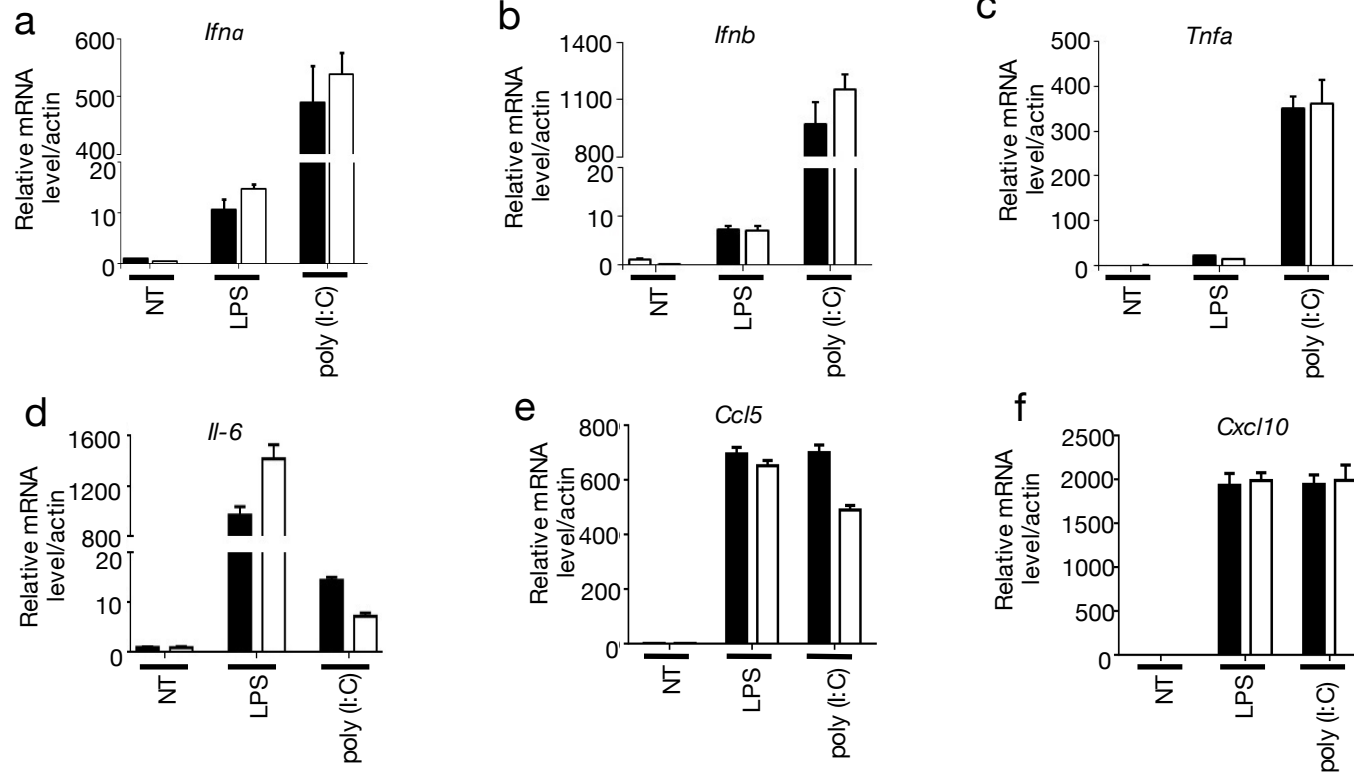 a
Ifna
Relative mRNA
level/actin
600
500
400
20
10
0
NT
LPS
poly (I:C)
b
Ifnb
Relative mRNA
level/actin
1400
1100
800
20
10
0
NT
LPS
poly (I:C)
c
Tnfa
Relative mRNA
level/actin
500
400
300
200
100
0
NT
LPS
poly (I:C)
d
Il-6
Relative mRNA
level/actin
1600
1200
800
20
10
0
NT
LPS
poly (I:C)
e
Ccl5
Relative mRNA
level/actin
800
600
400
200
0
NT
LPS
poly (I:C)
f
Cxcl10
Relative mRNA
level/actin
2500
2000
1500
1000
500
0
NT
LPS
poly (I:C)